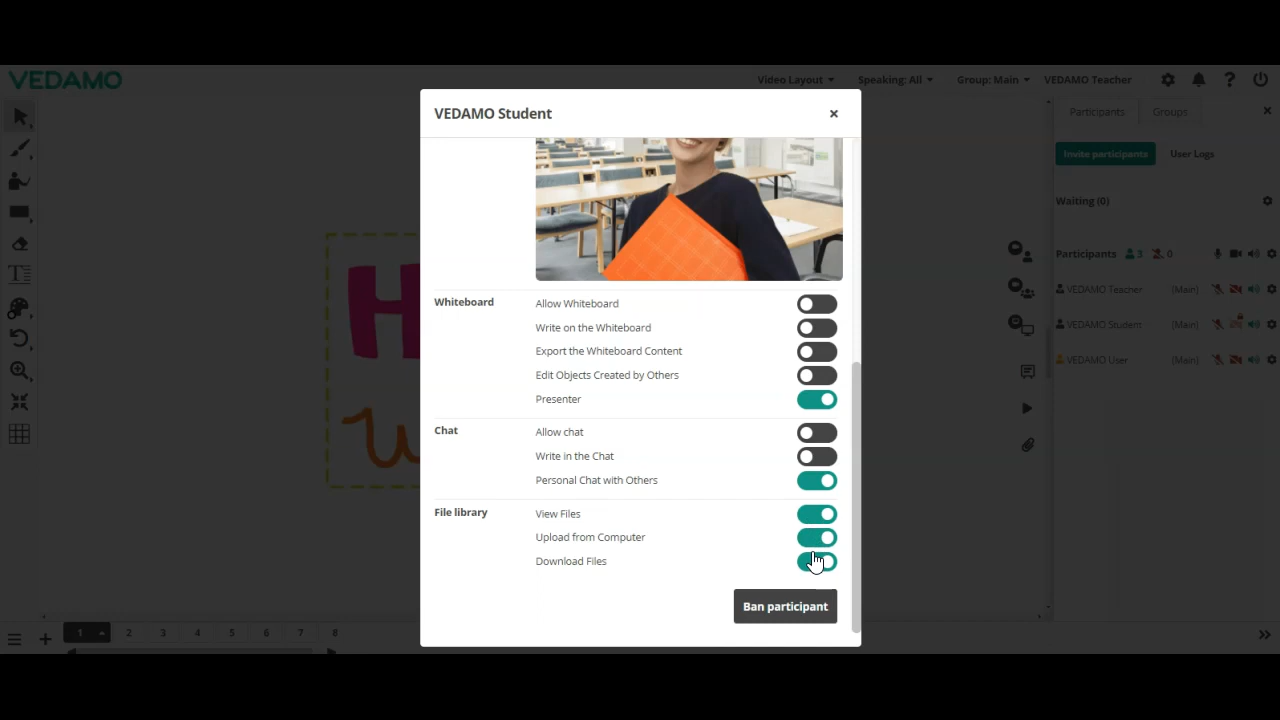 VEDAMO
Video Layout Speaking: All Group: Main VEDAMO Teacher
VEDAMO Student ×
Participants Groups ×
Invite participants User Logs
Waiting (0)
Participants 3 0
VEDAMO Teacher (Main)
VEDAMO Student (Main)
VEDAMO User (Main)
Whiteboard Allow Whiteboard
Write on the Whiteboard
Export the Whiteboard Content
Edit Objects Created by Others
Presenter
Chat Allow chat
Write in the Chat
Personal Chat with Others
File library View Files
Upload from Computer
Download Files
Ban participant
1 2 3 4 5 6 7 8